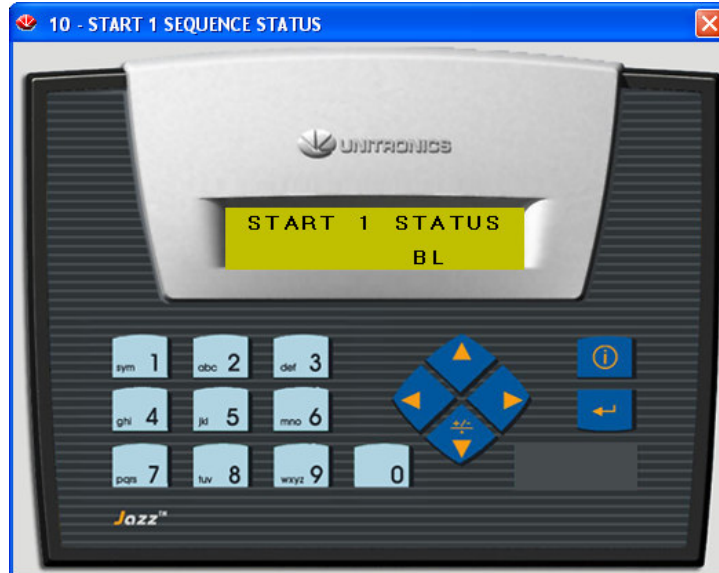 10 - START 1 SEQUENCE STATUS
UNITRONICS
START 1 STATUS
BL
sym 1 abc 2 def 3
ghi 4 jkl 5 mno 6
+/-
pqrs 7 tuv 8 wxyz 9 0
Jazz™